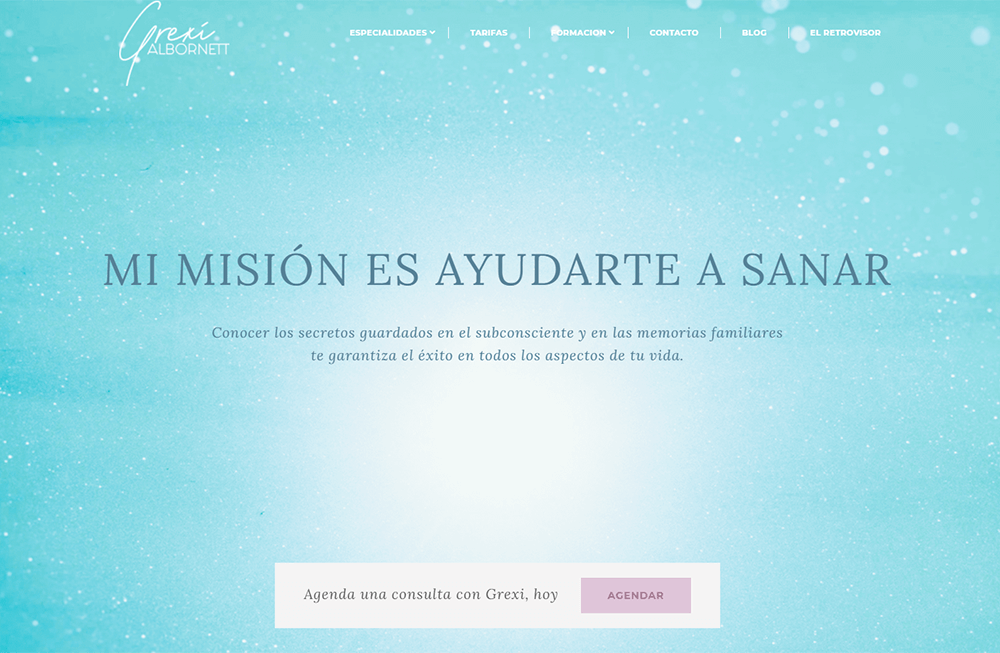 Grexi
ALBORNETT
ESPECIALIDADES
TARIFAS
FORMACION
CONTACTO
BLOG
EL RETROVISOR
MI MISIÓN ES AYUDARTE A SANAR
Conocer los secretos guardados en el subconsciente y en las memorias familiares
te garantiza el éxito en todos los aspectos de tu vida.
Agenda una consulta con Grexi, hoy
AGENDAR